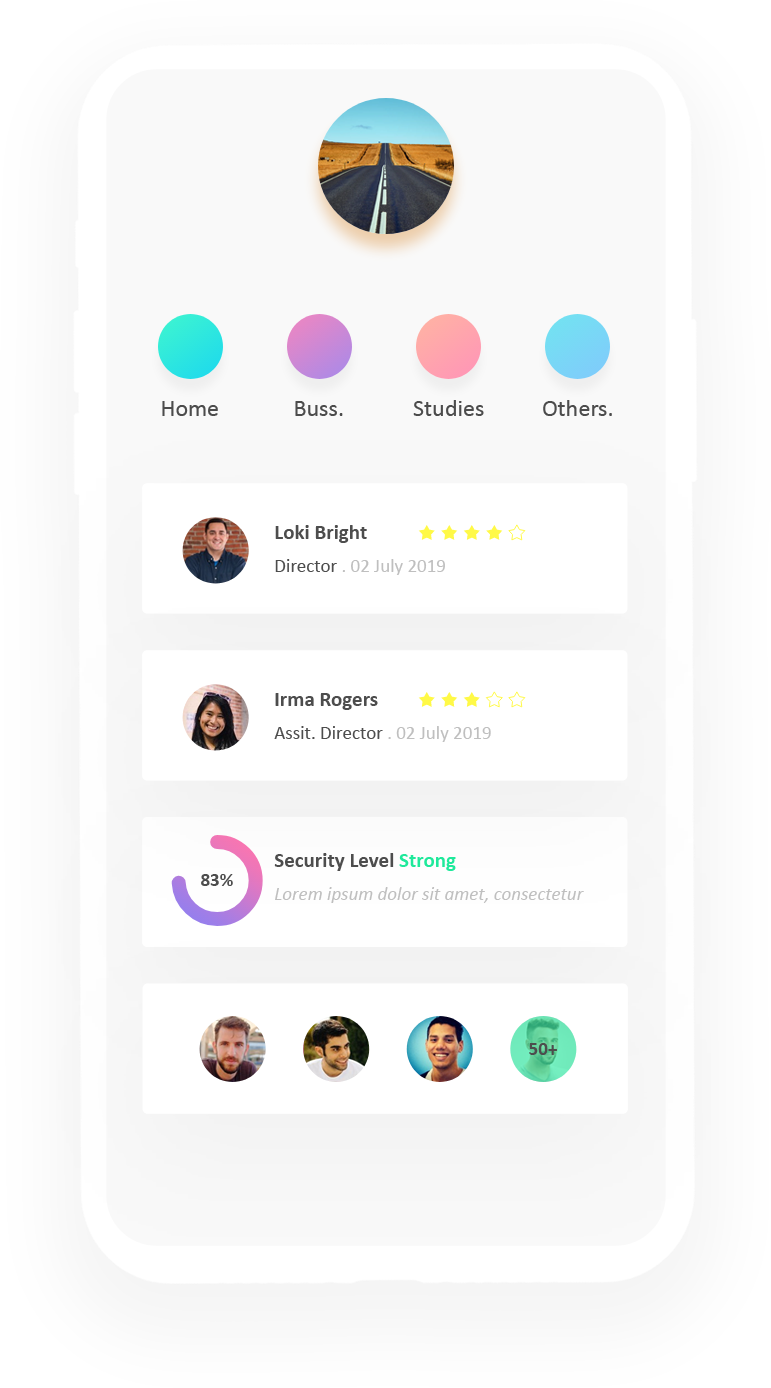 Home
Buss.
Studies
Others.
Loki Bright
Director . 02 July 2019
Irma Rogers
Assit. Director . 02 July 2019
83%
Security Level Strong
Lorem ipsum dolor sit amet, consectetur
50+